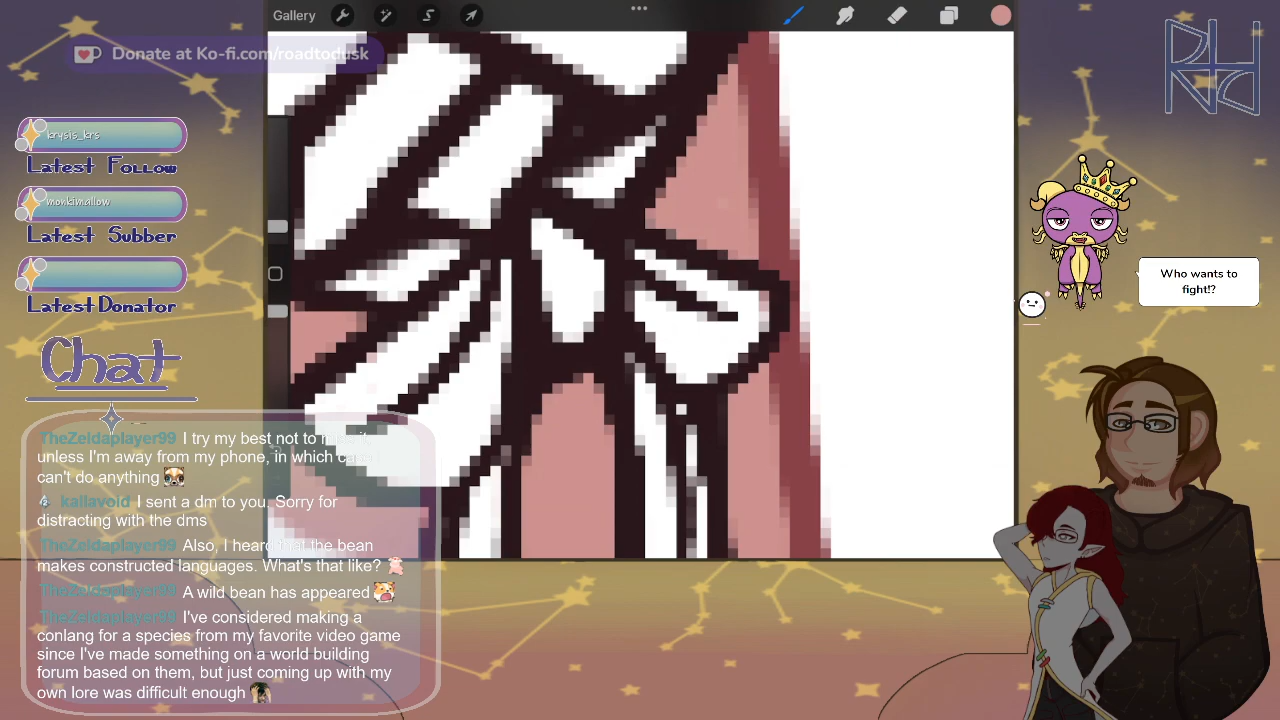 Gallery
Donate at Ko-fi.com/roadtodusk
krysis_krs
Latest Follow
monkimallow
Latest Subber
Latest Donator
Chat
TheZeldaplayer99 I try my best not to
unless I'm away from my phone, in which
can't do anything
kallavoid I sent a dm to you. Sorry for
distracting with the dms
TheZeldaplayer99 Also, I heard that the bean
makes constructed languages. What's that like?
TheZeldaplayer99 A wild bean has appeared
TheZeldaplayer99 I've considered making a
conlang for a species from my favorite video game
since I've made something on a world building
forum based on them, but just coming up with my
own lore was difficult enough
Who wants to
fight!?